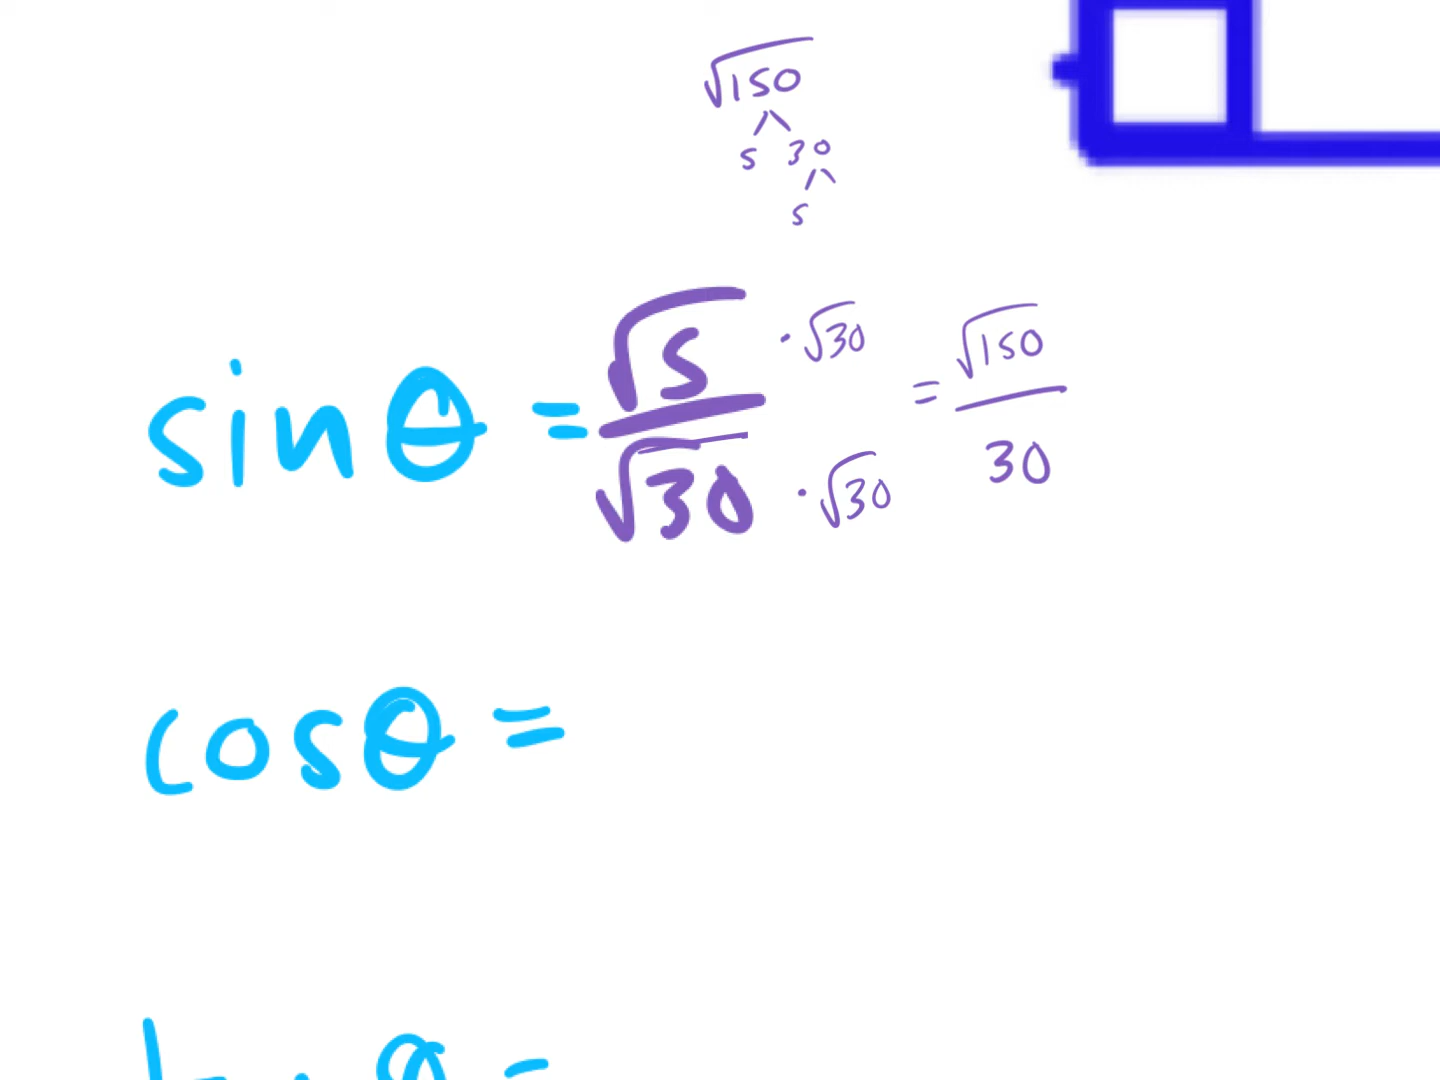 √150
5 30
5
sinθ = √5/√30 · √30/· √30 = √150/30
cosθ =